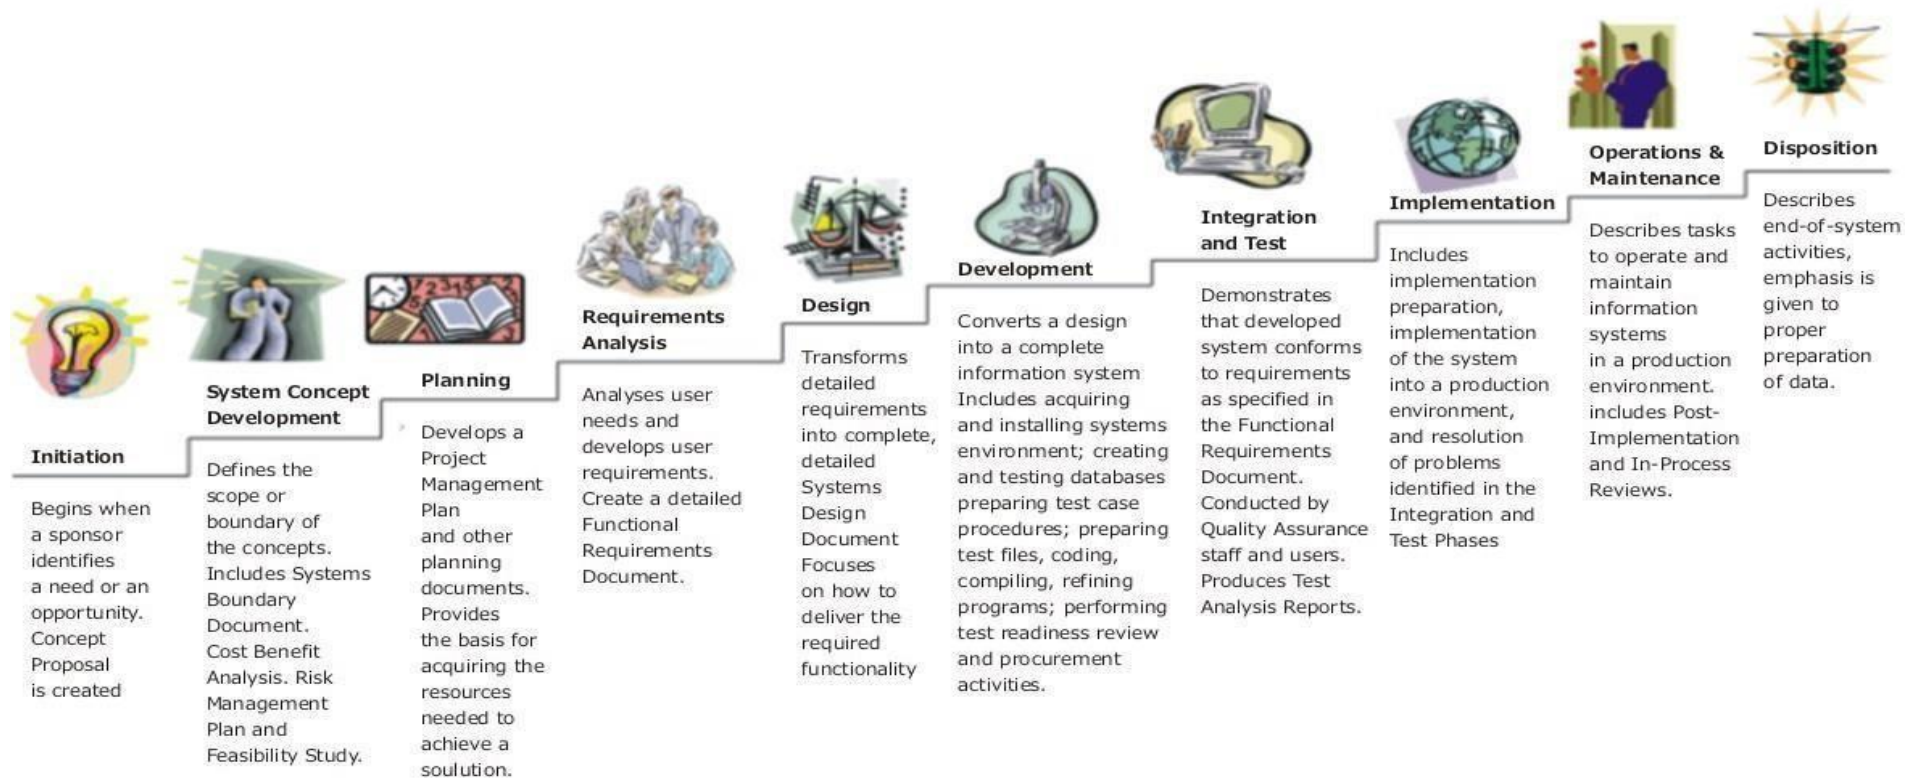 Initiation
Begins when
a sponsor
identifies
a need or an
opportunity.
Concept
Proposal
is created
System Concept
Development
Defines the
scope or
boundary of
the concepts.
Includes Systems
Boundary
Document.
Cost Benefit
Analysis. Risk
Management
Plan and
Feasibility Study.
Planning
Develops a
Project
Management
Plan
and other
planning
documents.
Provides
the basis for
acquiring the
resources
needed to
achieve a
soulution.
Requirements
Analysis
Analyses user
needs and
develops user
requirements.
Create a detailed
Functional
Requirements
Document.
Design
Transforms
detailed
requirements
into complete,
detailed
Systems
Design
Document
Focuses
on how to
deliver the
required
functionality
Development
Converts a design
into a complete
information system
Includes acquiring
and installing systems
environment; creating
and testing databases
preparing test case
procedures; preparing
test files, coding,
compiling, refining
programs; performing
test readiness review
and procurement
activities.
Integration
and Test
Demonstrates
that developed
system conforms
to requirements
as specified in
the Functional
Requirements
Document.
Conducted by
Quality Assurance
staff and users.
Produces Test
Analysis Reports.
Implementation
Includes
implementation
preparation,
implementation
of the system
into a production
environment,
and resolution
of problems
identified in the
Integration and
Test Phases
Operations &
Maintenance
Describes tasks
to operate and
maintain
information
systems
in a production
environment.
includes Post-
Implementation
and In-Process
Reviews.
Disposition
Describes
end-of-system
activities,
emphasis is
given to
proper
preparation
of data.